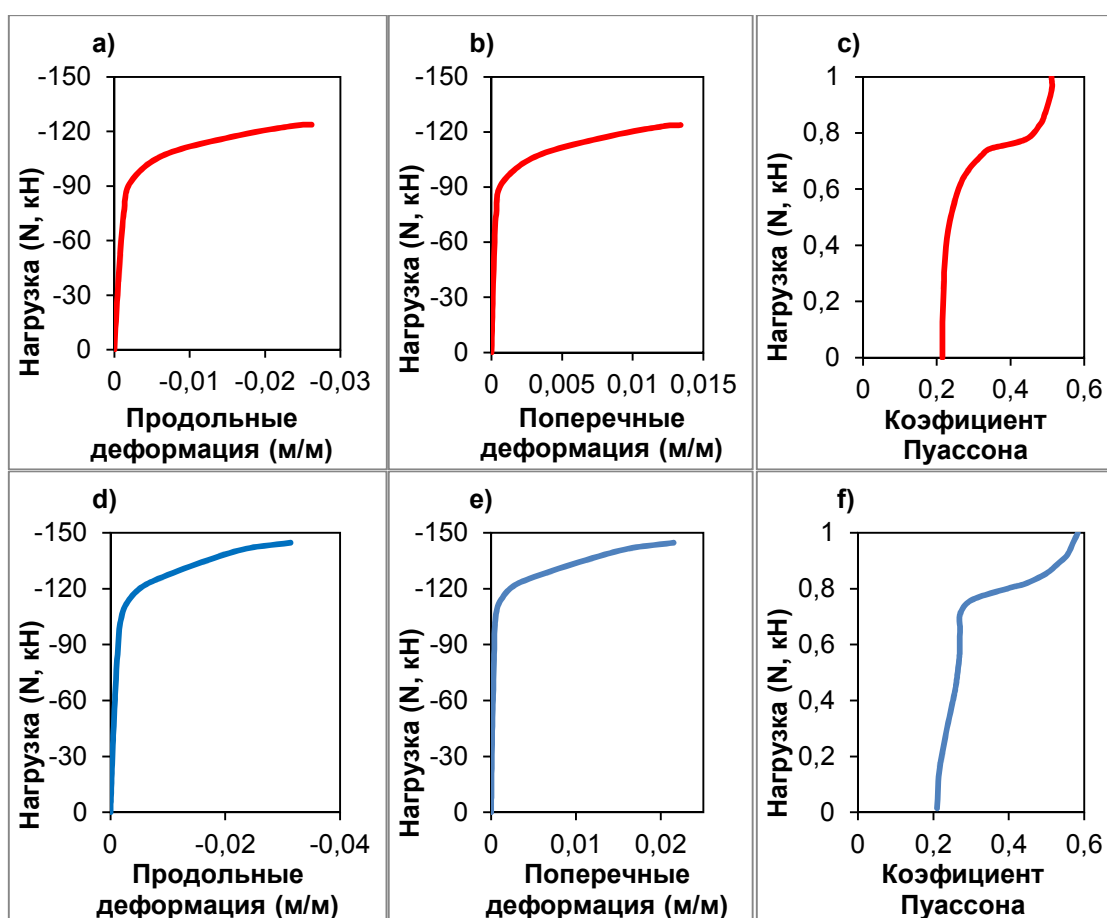 a)
-150
-120
-90
-60
-30
0
0 -0,01 -0,02 -0,03
Нагрузка (N, кН)
Продольные
деформация (м/м)
b)
-150
-120
-90
-60
-30
0
0 0,005 0,01 0,015
Нагрузка (N, кН)
Поперечные
деформация (м/м)
c)
1
0,8
0,6
0,4
0,2
0
0 0,2 0,4 0,6
Нагрузка (N, кН)
Коэфициент
Пуассона
d)
-150
-120
-90
-60
-30
0
0 -0,02 -0,04
Нагрузка (N, кН)
Продольные
деформация (м/м)
e)
-150
-120
-90
-60
-30
0
0 0,01 0,02
Нагрузка (N, кН)
Поперечные
деформация (м/м)
f)
1
0,8
0,6
0,4
0,2
0
0 0,2 0,4 0,6
Нагрузка (N, кН)
Коэфициент
Пуассона